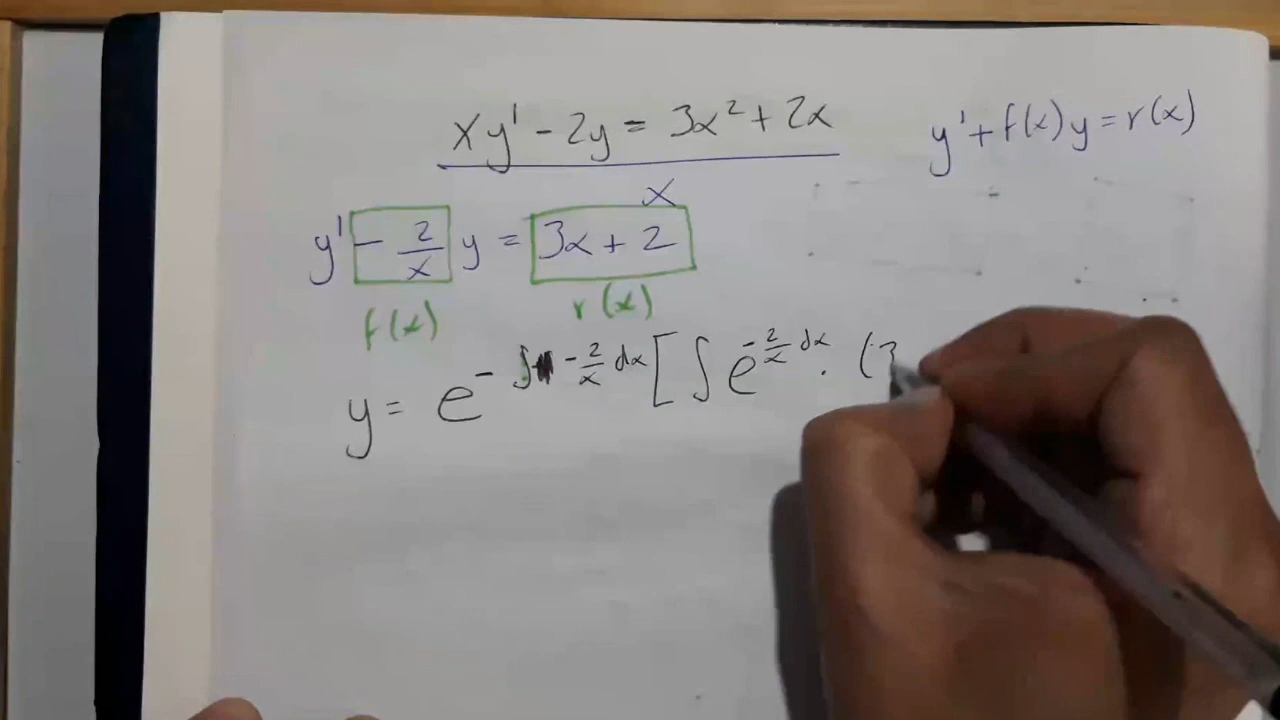 xy' - 2y = 3x² + 2x
y' + f(x)y = r(x)
x
y' - 2/x y = 3x + 2
f(x)
r(x)
y = e^(-∫ -2/x dx) [∫ e^(-2/x dx) · (3